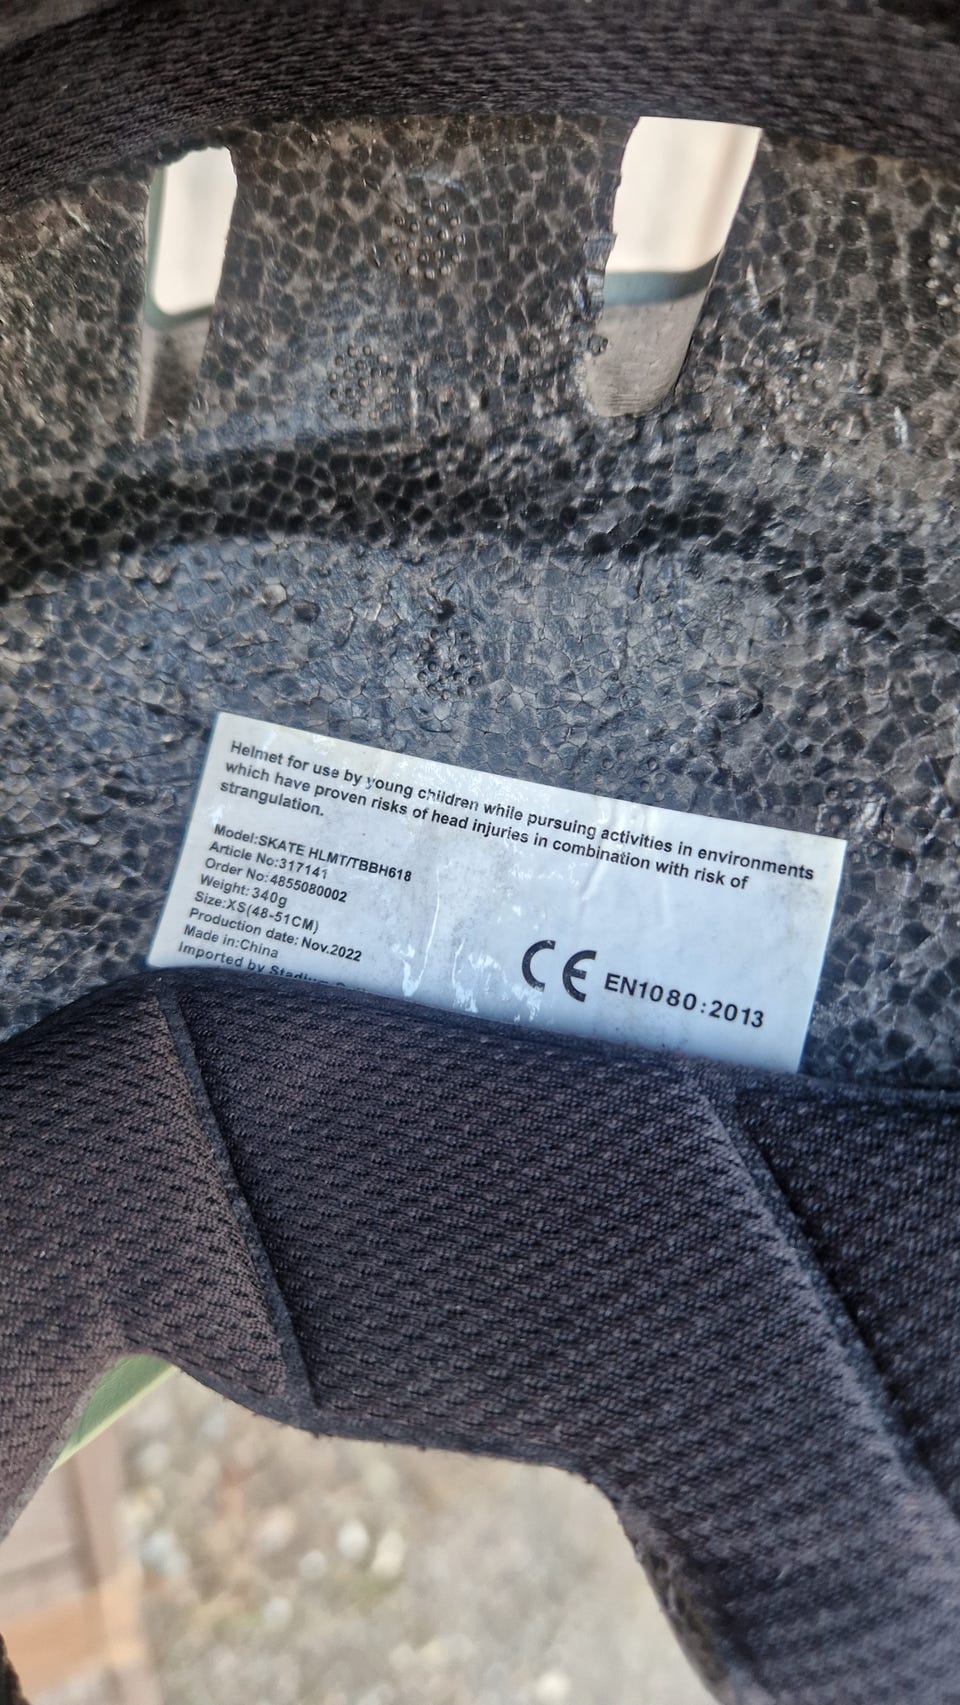 Helmet for use by young children while pursuing activities in environments
which have proven risks of head injuries in combination with risk of
strangulation.
Model:SKATE HLMT/TBBH618
Article No:317141
Order No:4855080002
Weight:340g
Size:XS(48-51CM)
Production date: Nov.2022
Made in:China
Imported by
CE EN1080:2013